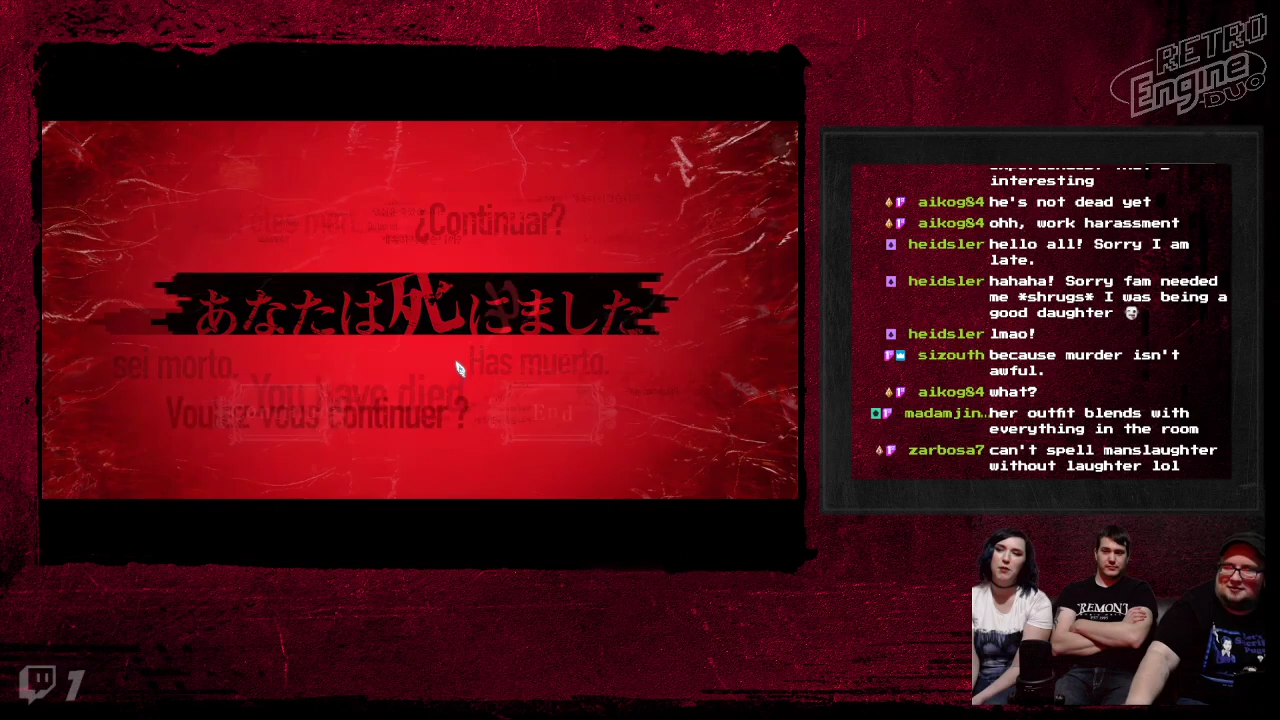 RETRO
Engine
DUO
interesting
aikog84 he's not dead yet
aikog84 ohh, work harassment
heidsler hello all! Sorry I am
late.
heidsler hahaha! Sorry fam needed
me *shrugs* I was being a
good daughter
heidsler lmao!
sizouth because murder isn't
awful.
aikog84 what?
madamjin.. her outfit blends with
everything in the room
zarbosa7 can't spell manslaughter
without laughter lol
¿Continuar?
あなたは死にました
sei morto.
Has muerto.
You have died
Voulez-vous continuer ?
End
1